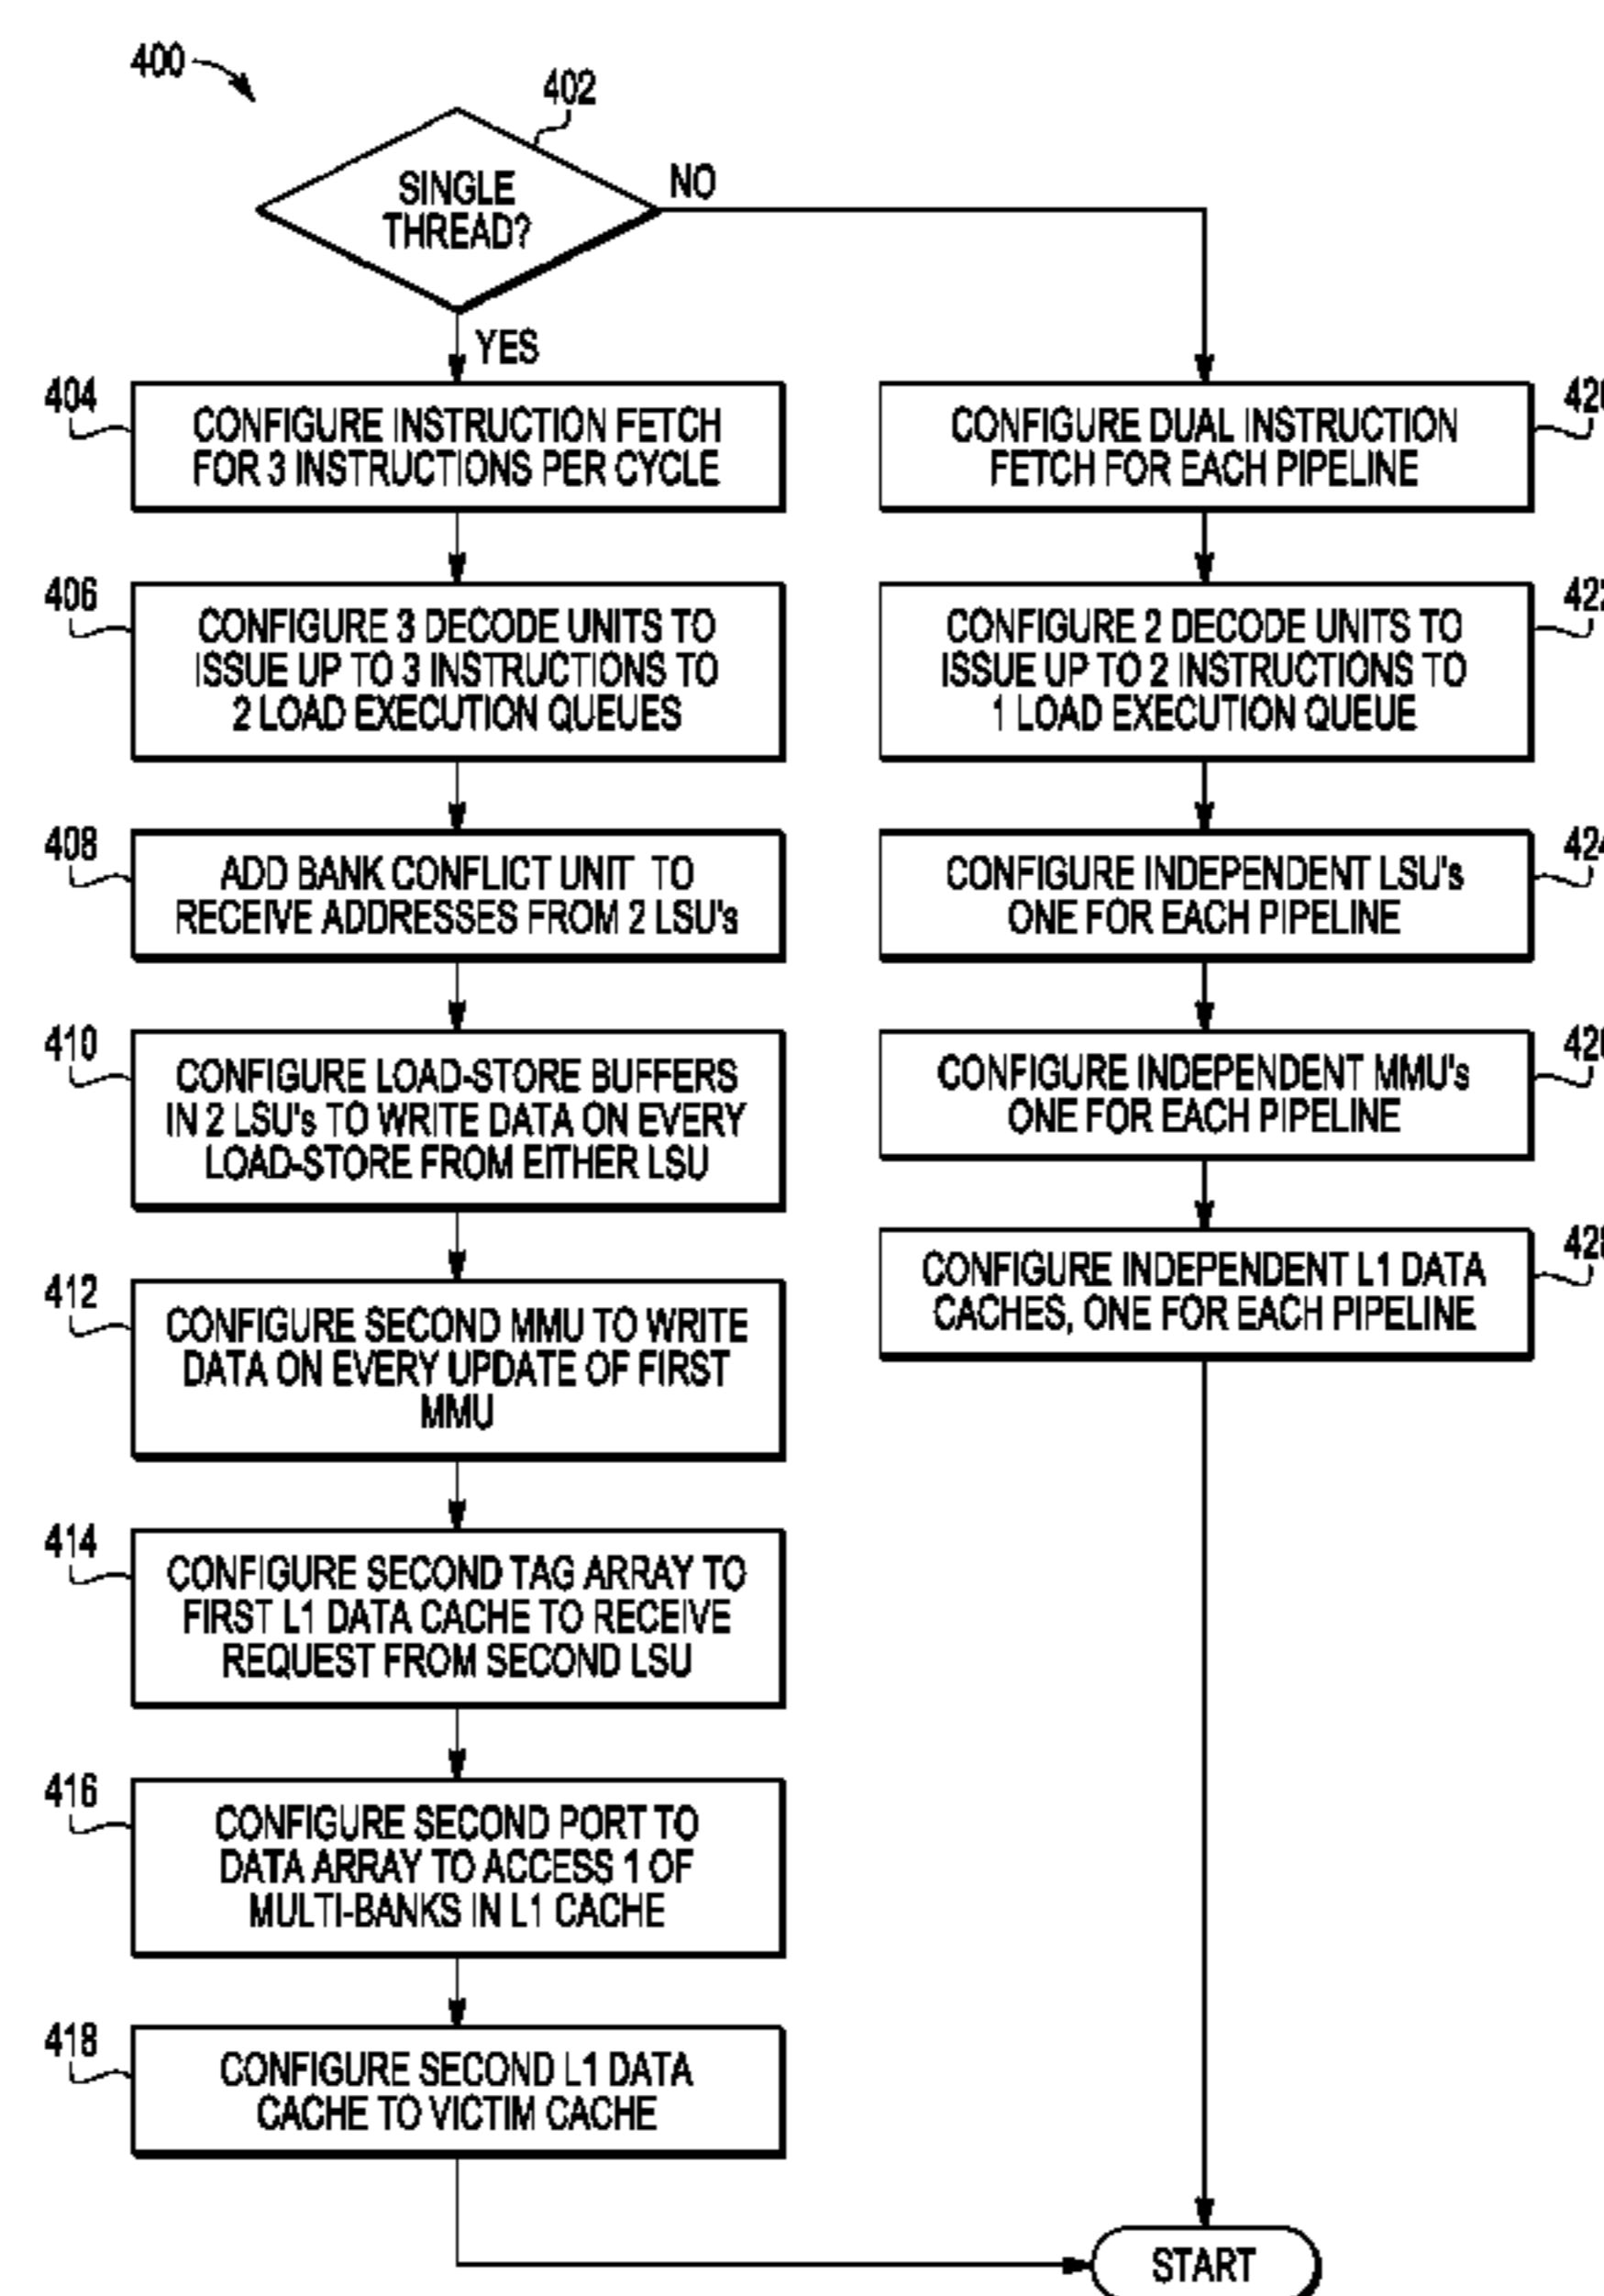 400
402
SINGLE
THREAD?
NO
YES
404
CONFIGURE INSTRUCTION FETCH
FOR 3 INSTRUCTIONS PER CYCLE
406
CONFIGURE 3 DECODE UNITS TO
ISSUE UP TO 3 INSTRUCTIONS TO
2 LOAD EXECUTION QUEUES
408
ADD BANK CONFLICT UNIT TO
RECEIVE ADDRESSES FROM 2 LSU's
410
CONFIGURE LOAD-STORE BUFFERS
IN 2 LSU's TO WRITE DATA ON EVERY
LOAD-STORE FROM EITHER LSU
412
CONFIGURE SECOND MMU TO WRITE
DATA ON EVERY UPDATE OF FIRST
MMU
414
CONFIGURE SECOND TAG ARRAY TO
FIRST L1 DATA CACHE TO RECEIVE
REQUEST FROM SECOND LSU
416
CONFIGURE SECOND PORT TO
DATA ARRAY TO ACCESS 1 OF
MULTI-BANKS IN L1 CACHE
418
CONFIGURE SECOND L1 DATA
CACHE TO VICTIM CACHE
CONFIGURE DUAL INSTRUCTION
FETCH FOR EACH PIPELINE
CONFIGURE 2 DECODE UNITS TO
ISSUE UP TO 2 INSTRUCTIONS TO
1 LOAD EXECUTION QUEUE
CONFIGURE INDEPENDENT LSU's
ONE FOR EACH PIPELINE
CONFIGURE INDEPENDENT MMU's
ONE FOR EACH PIPELINE
CONFIGURE INDEPENDENT L1 DATA
CACHES, ONE FOR EACH PIPELINE
START